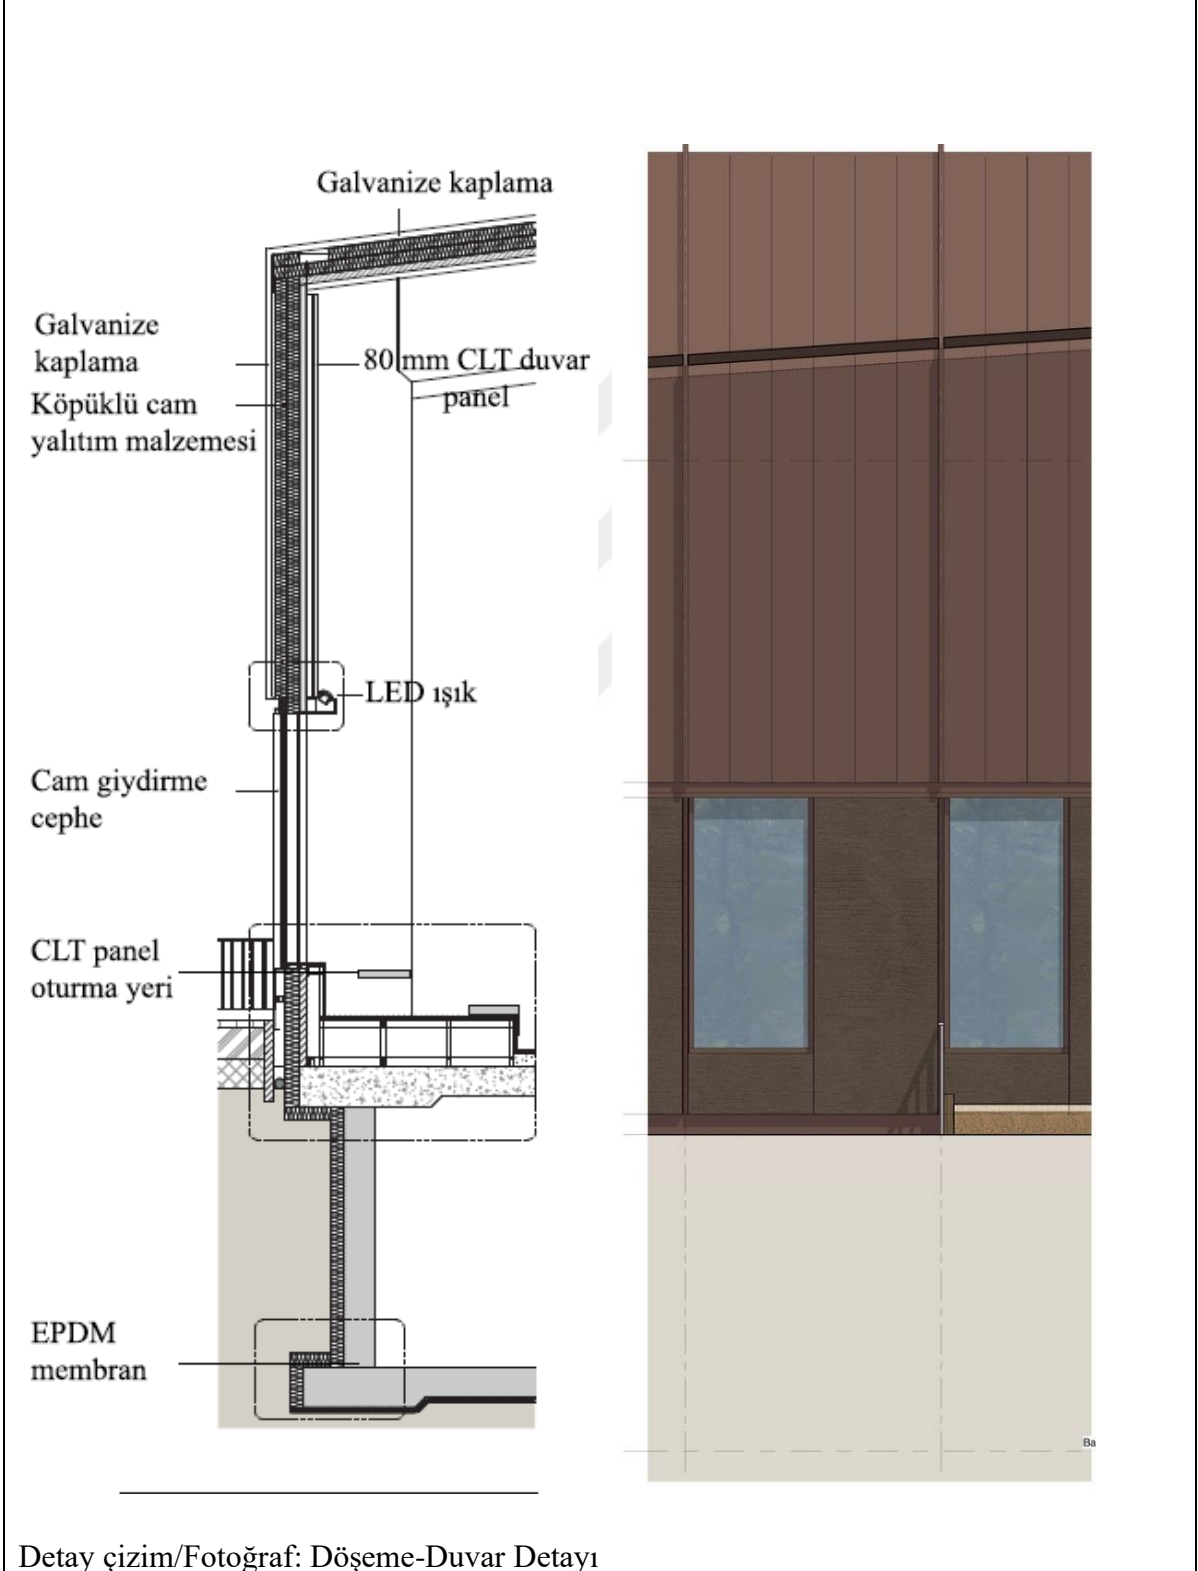 Galvanize kaplama
Galvanize
kaplama
80 mm CLT duvar
panel
Köpüklü cam
yalıtım malzemesi
LED ışık
Cam giydirme
cephe
CLT panel
oturma yeri
EPDM
membran
Ba
Detay çizim/Fotoğraf: Döşeme-Duvar Detayı